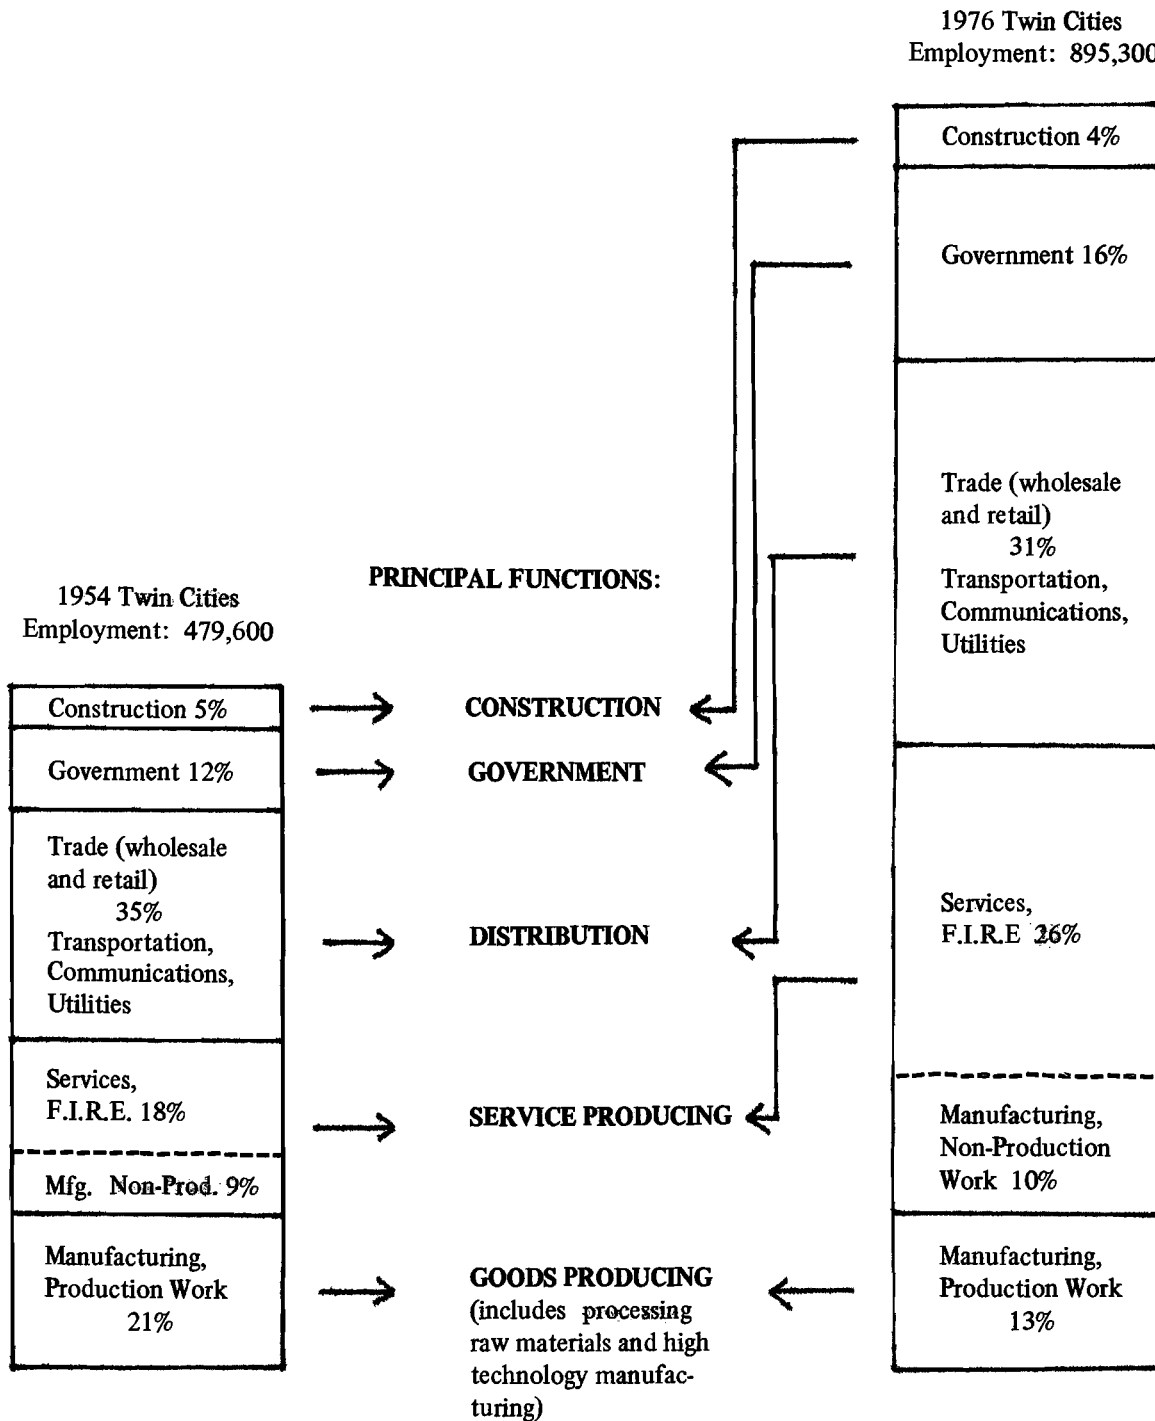 1976 Twin Cities
Employment: 895,300
Construction 4%
Government 16%
Trade (wholesale
and retail)
31%
Transportation,
Communications,
Utilities
Services,
F.I.R.E 26%
Manufacturing,
Non-Production
Work 10%
Manufacturing,
Production Work
13%
PRINCIPAL FUNCTIONS:
CONSTRUCTION
GOVERNMENT
DISTRIBUTION
SERVICE PRODUCING
GOODS PRODUCING
(includes processing
raw materials and high
technology manufac-
turing)
1954 Twin Cities
Employment: 479,600
Construction 5%
Government 12%
Trade (wholesale
and retail)
35%
Transportation,
Communications,
Utilities
Services,
F.I.R.E. 18%
Mfg. Non-Prod. 9%
Manufacturing,
Production Work
21%